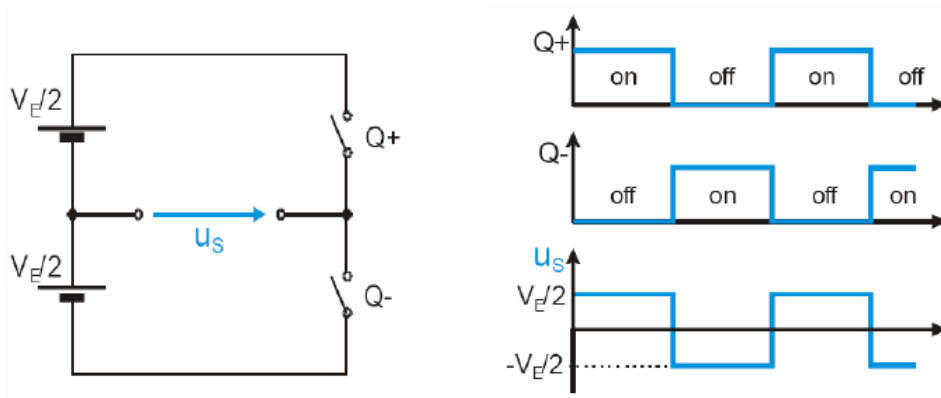 V_E/2
Q+
u_S
V_E/2
Q-
Q+
on off on off
Q-
off on off on
u_S
V_E/2
-V_E/2